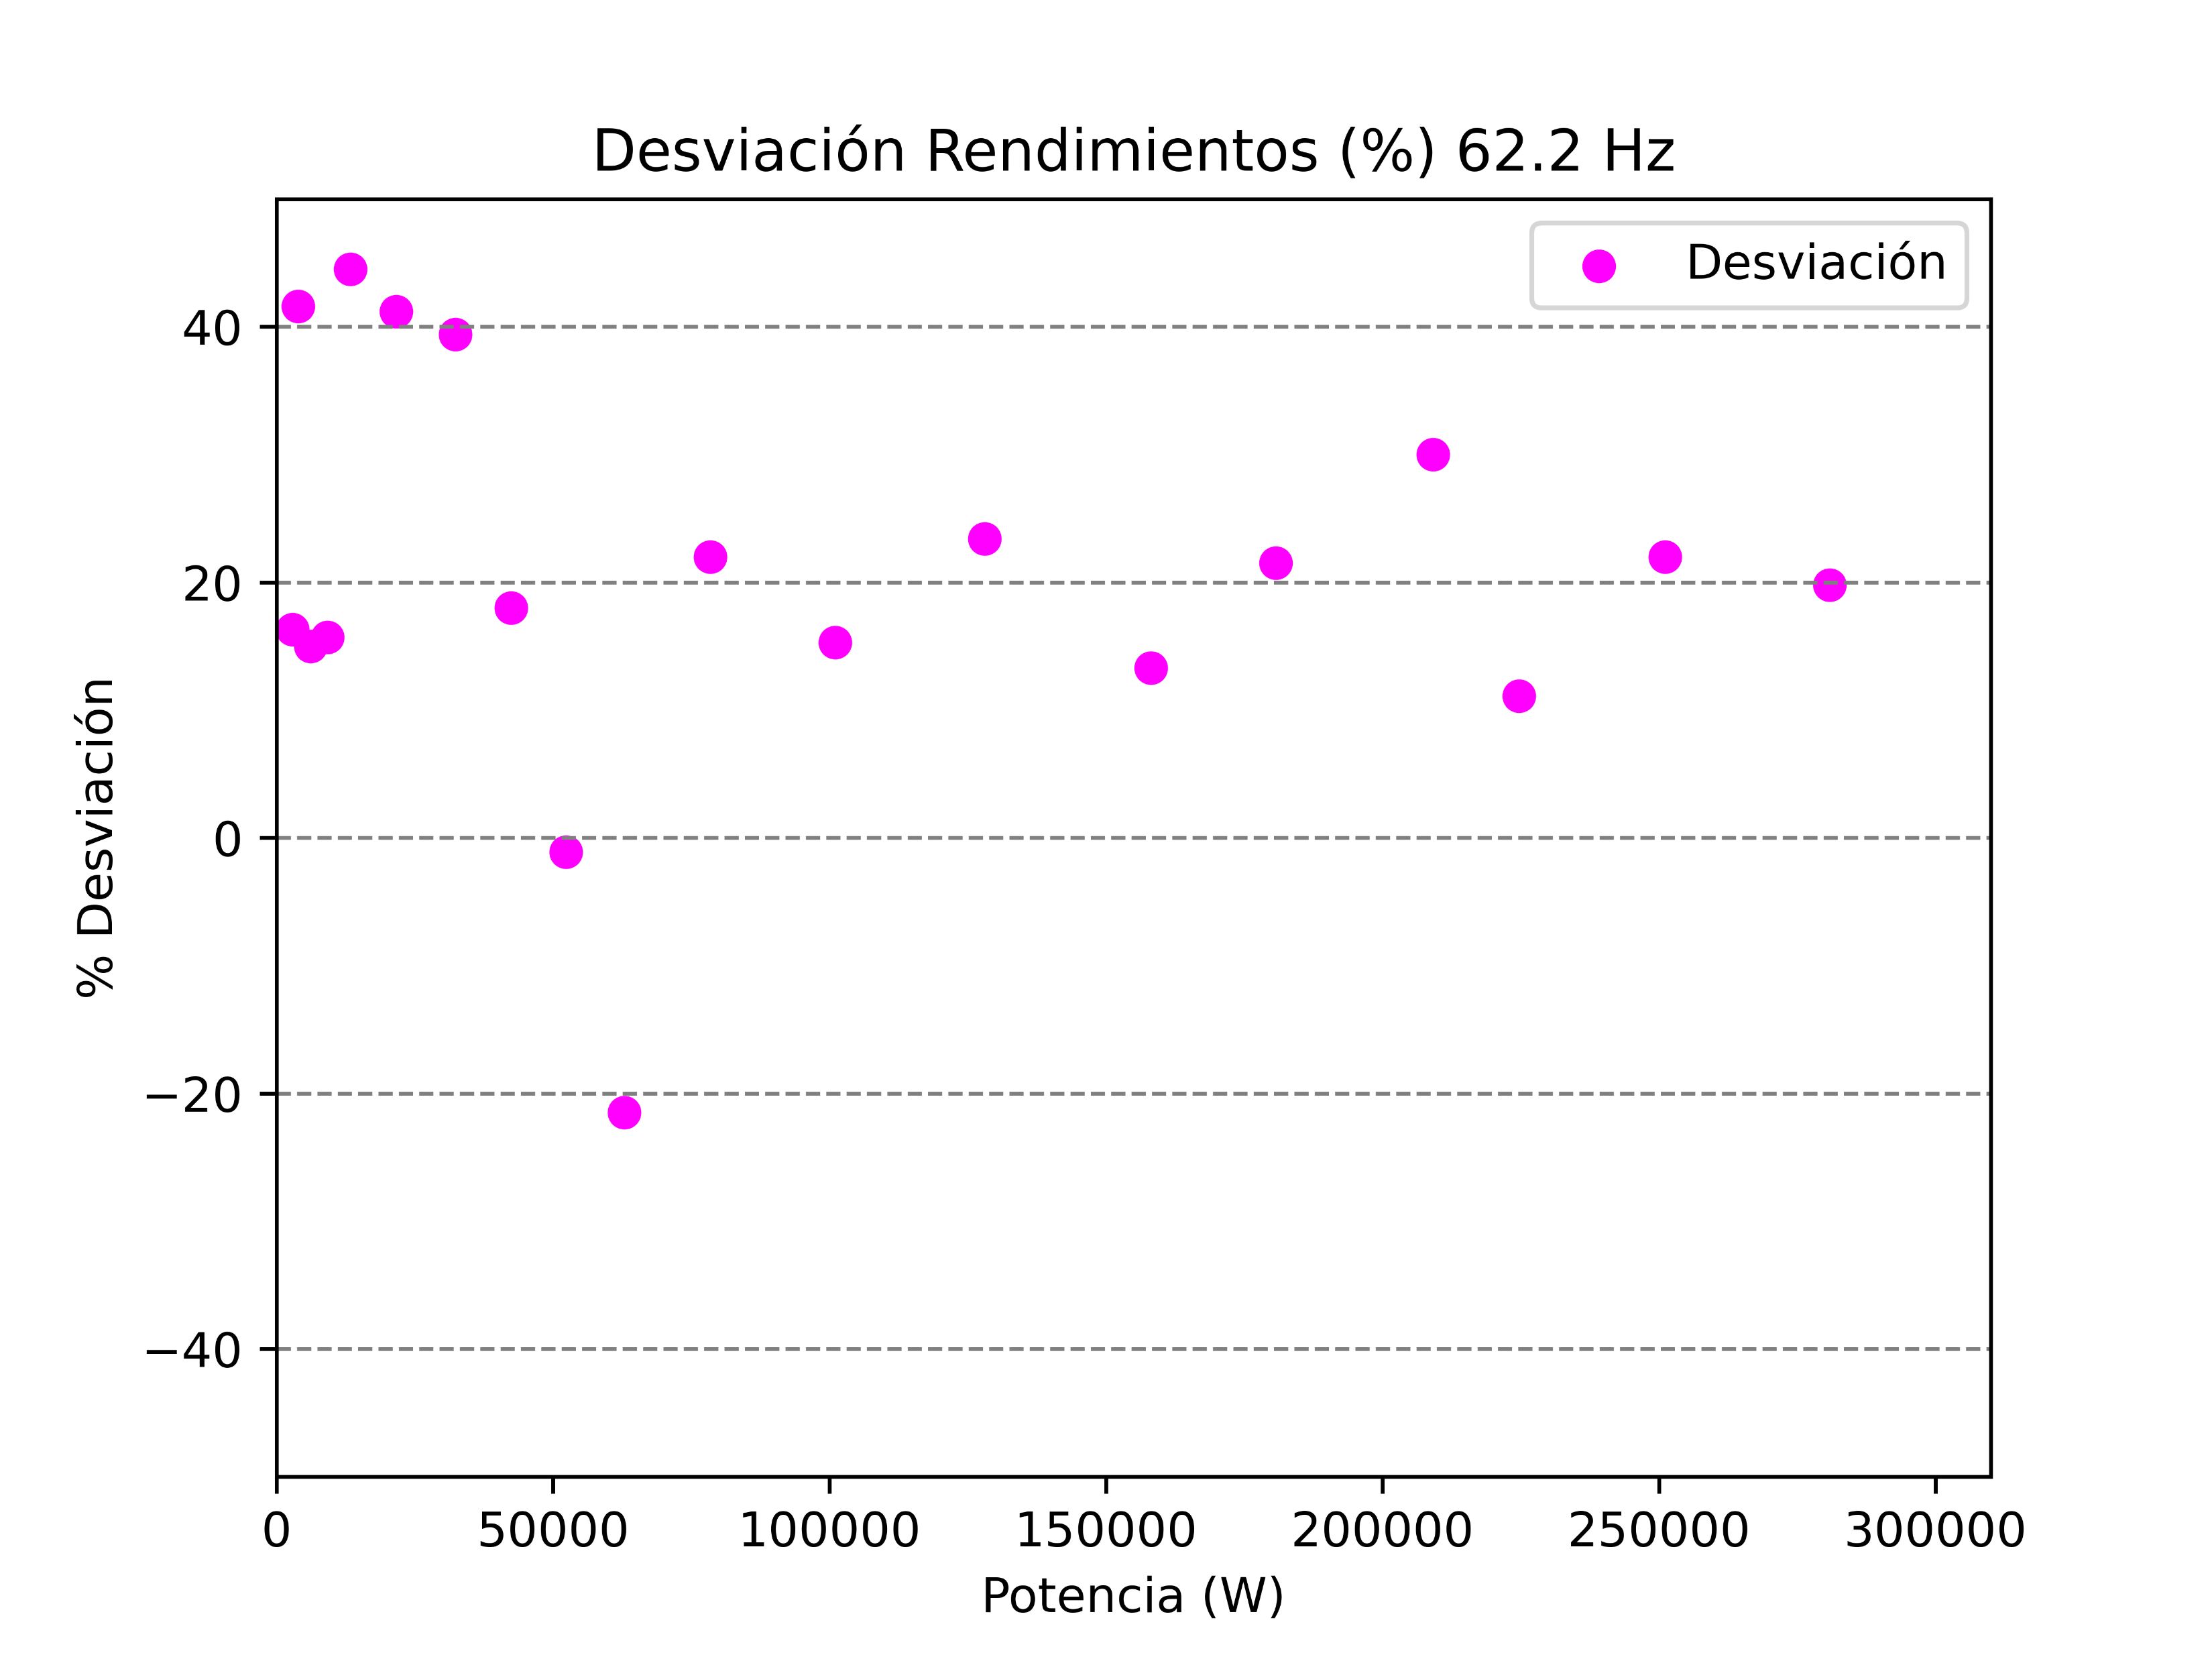 Desviación Rendimientos (%) 62.2 Hz
Desviación
40
20
0
−20
−40
% Desviación
0 50000 100000 150000 200000 250000 300000
Potencia (W)